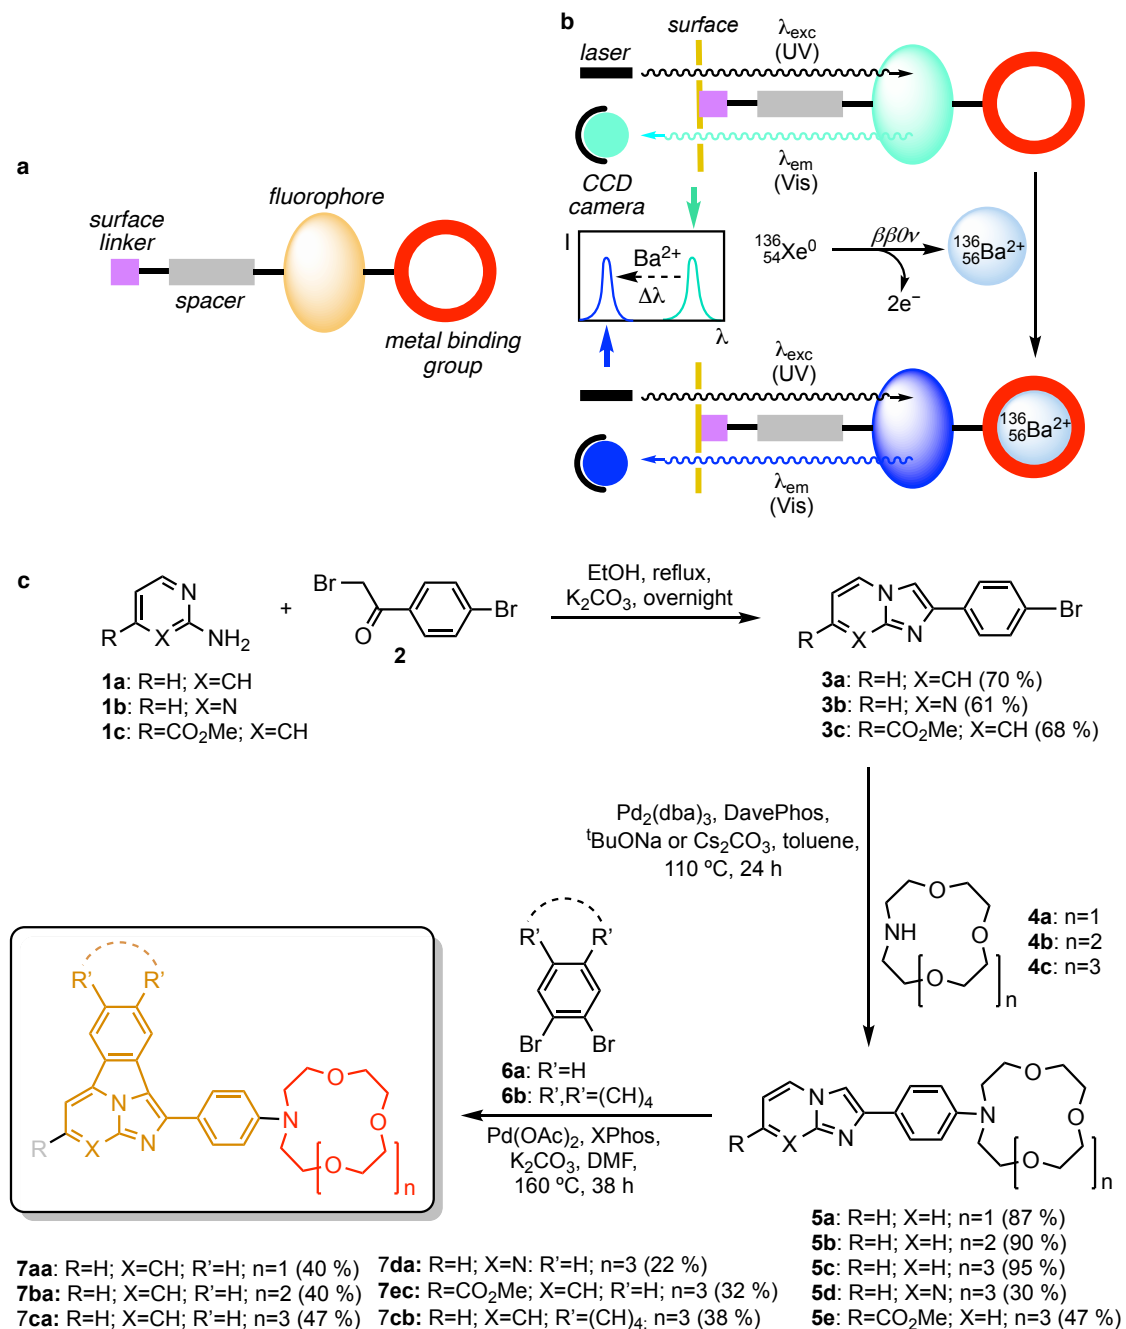 a
surface
linker
fluorophore
spacer
metal binding
group
b
surface
laser
λexc
(UV)
λem
(Vis)
CCD
camera
I
Ba2+
Δλ
λ
136 54Xe0
ββ0ν
2e−
136 56Ba2+
λexc
(UV)
136 56Ba2+
λem
(Vis)
c
N
R
X
NH2
1a: R=H; X=CH
1b: R=H; X=N
1c: R=CO2Me; X=CH
+
Br
O
Br
2
EtOH, reflux,
K2CO3, overnight
N
R
X
N
Br
3a: R=H; X=CH (70 %)
3b: R=H; X=N (61 %)
3c: R=CO2Me; X=CH (68 %)
Pd2(dba)3, DavePhos,
tBuONa or Cs2CO3, toluene,
110 ºC, 24 h
O
NH
O
O
n
4a: n=1
4b: n=2
4c: n=3
N
R
X
N
N
O
O
O
n
5a: R=H; X=H; n=1 (87 %)
5b: R=H; X=H; n=2 (90 %)
5c: R=H; X=H; n=3 (95 %)
5d: R=H; X=N; n=3 (30 %)
5e: R=CO2Me; X=H; n=3 (47 %)
R'
R'
Br
Br
6a: R'=H
6b: R',R'=(CH)4
Pd(OAc)2, XPhos,
K2CO3, DMF,
160 ºC, 38 h
R'
R'
N
R
X
N
N
O
O
O
n
7aa: R=H; X=CH; R'=H; n=1 (40 %)
7ba: R=H; X=CH; R'=H; n=2 (40 %)
7ca: R=H; X=CH; R'=H; n=3 (47 %)
7da: R=H; X=N: R'=H; n=3 (22 %)
7ec: R=CO2Me; X=CH; R'=H; n=3 (32 %)
7cb: R=H; X=CH; R'=(CH)4; n=3 (38 %)